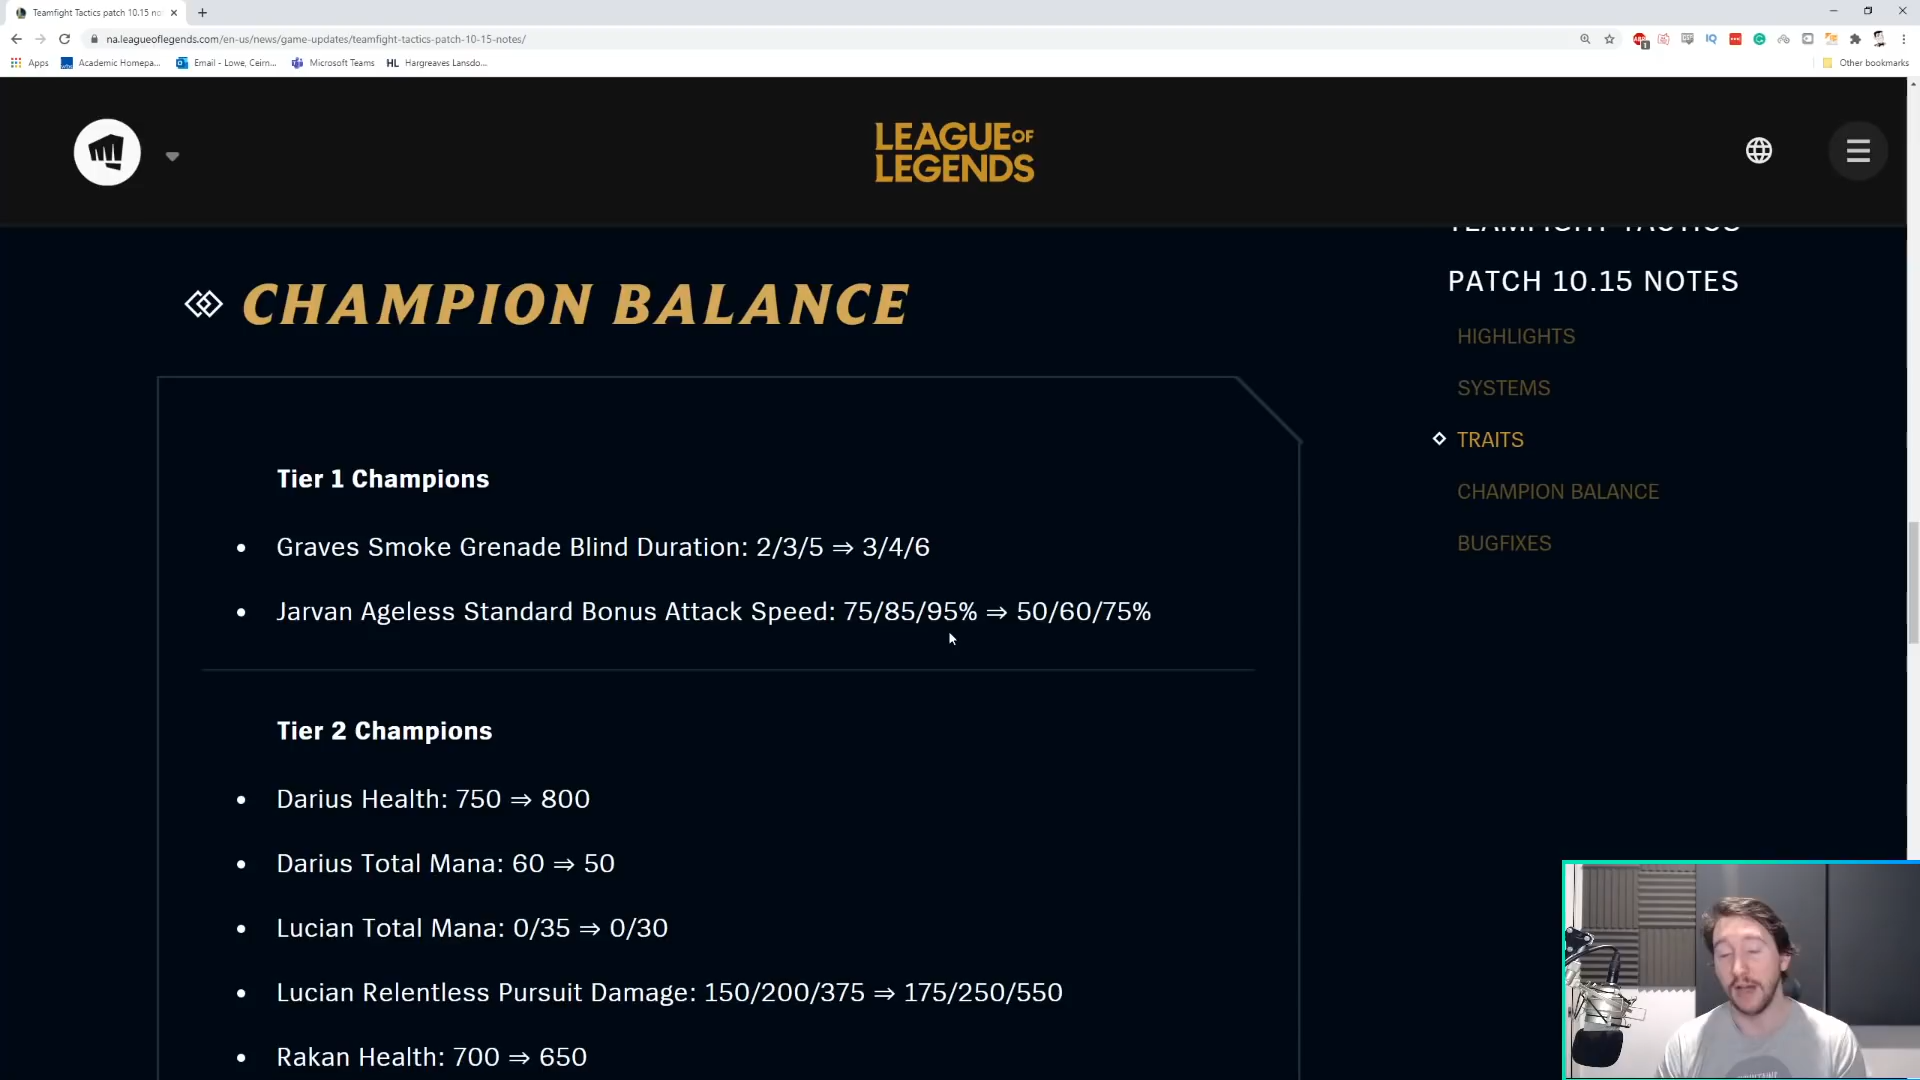 Teamfight Tactics patch 10.15 no
na.leagueoflegends.com/en-us/news/game-updates/teamfight-tactics-patch-10-15-notes/
Apps
Academic Homepa...
Email - Lowe, Ceirn...
Microsoft Teams
HL Hargreaves Lansdo...
Other bookmarks
LEAGUE OF
LEGENDS
TEAMFIGHT TACTICS
PATCH 10.15 NOTES
HIGHLIGHTS
SYSTEMS
TRAITS
CHAMPION BALANCE
BUGFIXES
CHAMPION BALANCE
Tier 1 Champions
• Graves Smoke Grenade Blind Duration: 2/3/5 ⇒ 3/4/6
• Jarvan Ageless Standard Bonus Attack Speed: 75/85/95% ⇒ 50/60/75%
Tier 2 Champions
• Darius Health: 750 ⇒ 800
• Darius Total Mana: 60 ⇒ 50
• Lucian Total Mana: 0/35 ⇒ 0/30
• Lucian Relentless Pursuit Damage: 150/200/375 ⇒ 175/250/550
• Rakan Health: 700 ⇒ 650